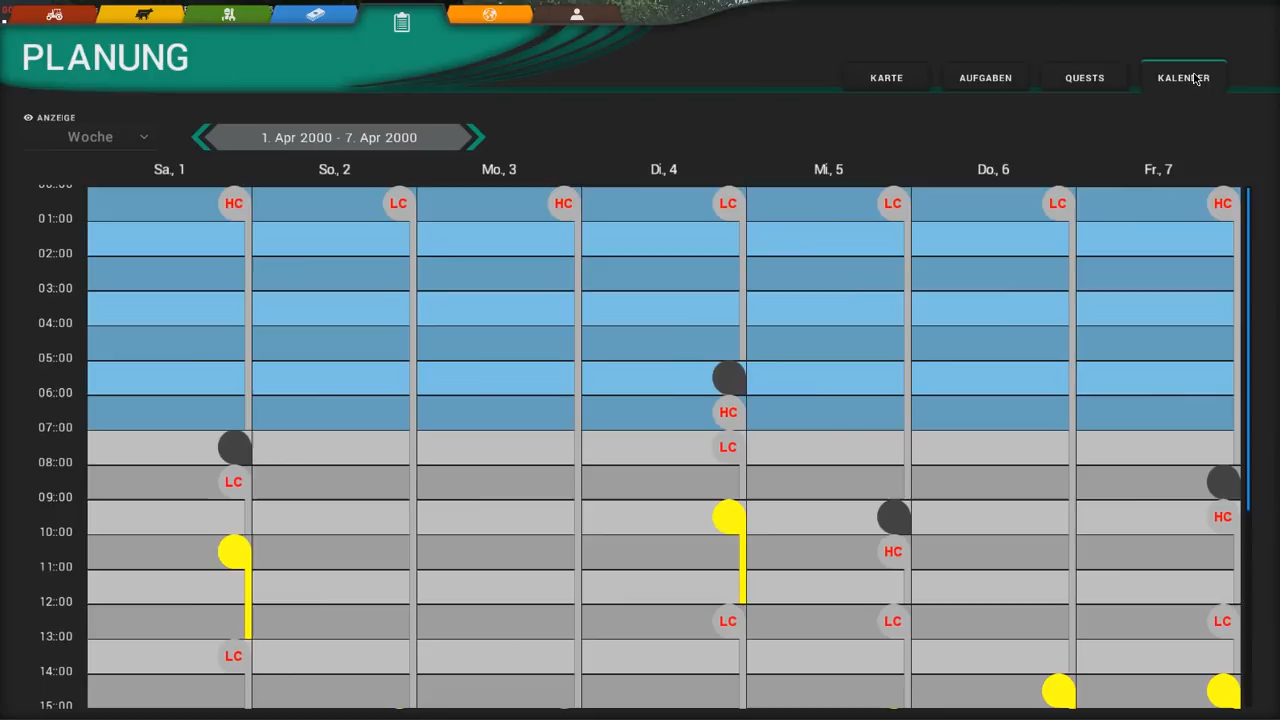 PLANUNG
KARTE AUFGABEN QUESTS KALENDER
ANZEIGE
Woche 1. Apr 2000 - 7. Apr 2000
Sa., 1 So., 2 Mo., 3 Di., 4 Mi., 5 Do., 6 Fr., 7
00::00 HC LC HC LC LC LC HC
01::00
02::00
03::00
04::00
05::00
06::00 HC
07::00 LC
08::00 LC
09::00 HC
10::00 HC
11::00
12::00 LC LC LC
13::00 LC
14::00
15::00